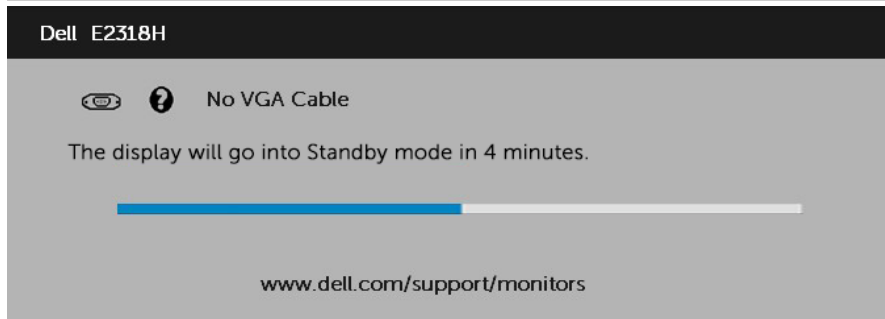 Dell E2318H
No VGA Cable
The display will go into Standby mode in 4 minutes.
www.dell.com/support/monitors